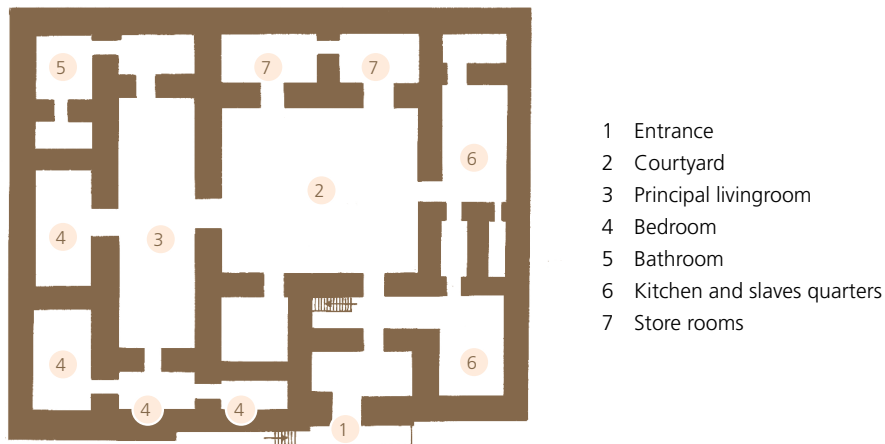 5
7
7
6
2
4
3
4
6
4
4
1
1 Entrance
2 Courtyard
3 Principal livingroom
4 Bedroom
5 Bathroom
6 Kitchen and slaves quarters
7 Store rooms